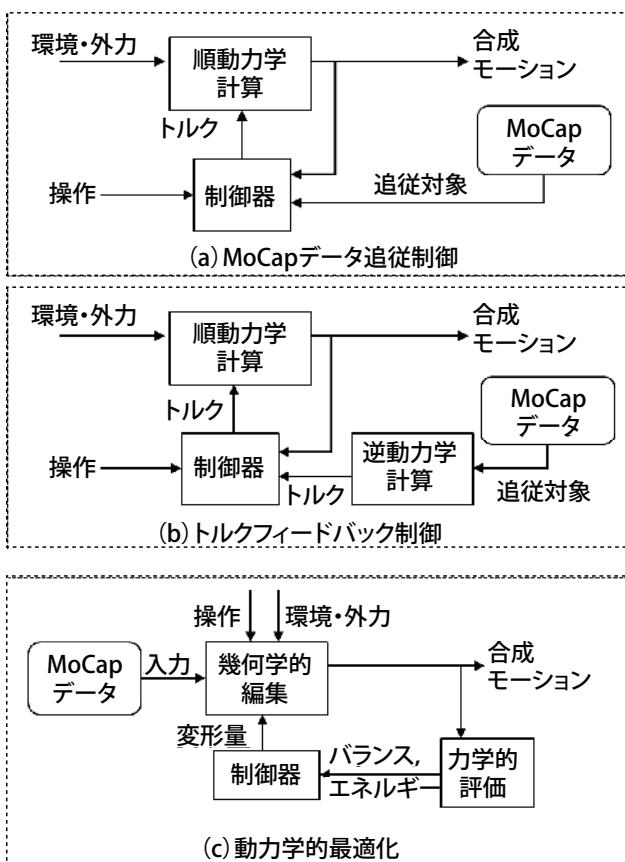 環境・外力
順動力学
計算
合成
モーション
トルク
MoCap
データ
操作
制御器
追従対象
(a)MoCapデータ追従制御
環境・外力
順動力学
計算
合成
モーション
トルク
MoCap
データ
操作
制御器
逆動力学
計算
トルク
追従対象
(b)トルクフィードバック制御
操作
環境・外力
MoCap
データ
入力
幾何学的
編集
合成
モーション
変形量
制御器
バランス,
エネルギー
力学的
評価
(c)動力学的最適化